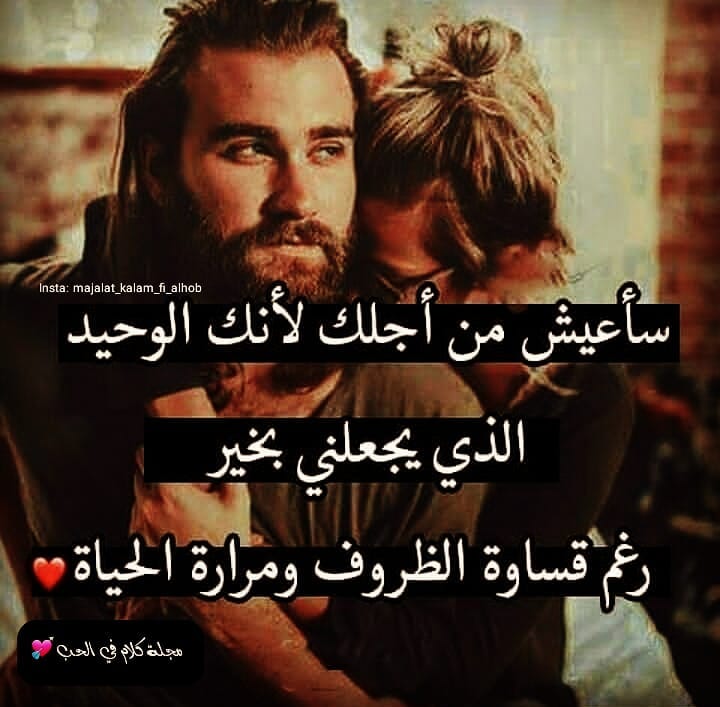 Insta: majalat_kalam_fi_alhob
سأعيش من أجلك لأنك الوحيد
الذي يجعلني بخير
رغم قساوة الظروف ومرارة الحياة❤️
مجلة كلام في الحب 💘